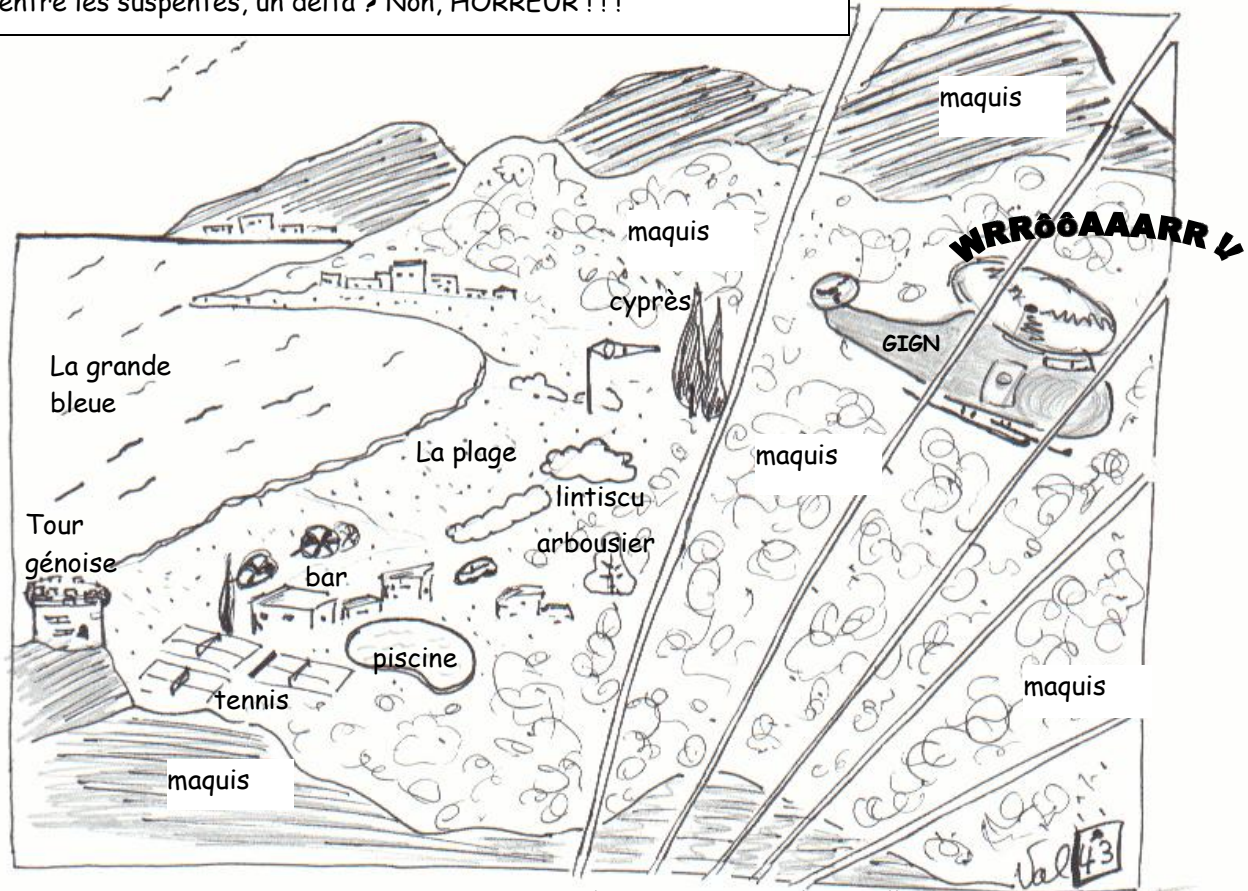 entre les suspentes, un delta ? Non, HORREUR ! ! !
maquis
WRRôôAAARR !!
maquis
cyprès
GIGN
La grande
bleue
La plage
maquis
lintiscu
arbousier
Tour
génoise
bar
piscine
tennis
maquis
maquis
Val 43